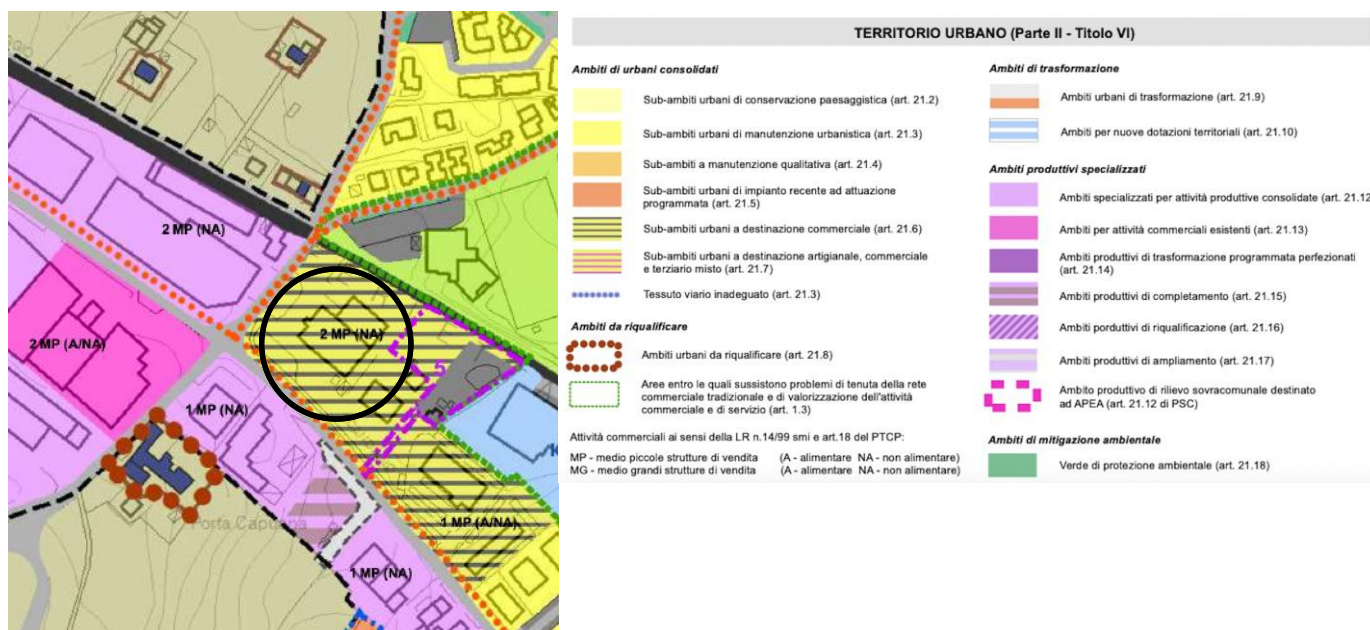 2 MP (NA)
2 MP (A/NA)
2 MP (NA)
5
1 MP (NA)
Porta Capuana
1 MP (A/NA)
1 MP (NA)
TERRITORIO URBANO (Parte II - Titolo VI)
Ambiti di urbani consolidati
Sub-ambiti urbani di conservazione paesaggistica (art. 21.2)
Sub-ambiti urbani di manutenzione urbanistica (art. 21.3)
Sub-ambiti a manutenzione qualitativa (art. 21.4)
Sub-ambiti urbani di impianto recente ad attuazione
programmata (art. 21.5)
Sub-ambiti urbani a destinazione commerciale (art. 21.6)
Sub-ambiti urbani a destinazione artigianale, commerciale
e terziario misto (art. 21.7)
Tessuto viario inadeguato (art. 21.3)
Ambiti da riqualificare
Ambiti urbani da riqualificare (art. 21.8)
Aree entro le quali sussistono problemi di tenuta della rete
commerciale tradizionale e di valorizzazione dell'attività
commerciale e di servizio (art. 1.3)
Attività commerciali ai sensi della LR n.14/99 smi e art.18 del PTCP:
MP - medio piccole strutture di vendita (A - alimentare NA - non alimentare)
MG - medio grandi strutture di vendita (A - alimentare NA - non alimentare)
Ambiti di trasformazione
Ambiti urbani di trasformazione (art. 21.9)
Ambiti per nuove dotazioni territoriali (art. 21.10)
Ambiti produttivi specializzati
Ambiti specializzati per attività produttive consolidate (art. 21.12
Ambiti per attività commerciali esistenti (art. 21.13)
Ambiti produttivi di trasformazione programmata perfezionati
(art. 21.14)
Ambiti produttivi di completamento (art. 21.15)
Ambiti poduttivi di riqualificazione (art. 21.16)
Ambiti produttivi di ampliamento (art. 21.17)
Ambito produttivo di rilievo sovracomunale destinato
ad APEA (art. 21.12 di PSC)
Ambiti di mitigazione ambientale
Verde di protezione ambientale (art. 21.18)